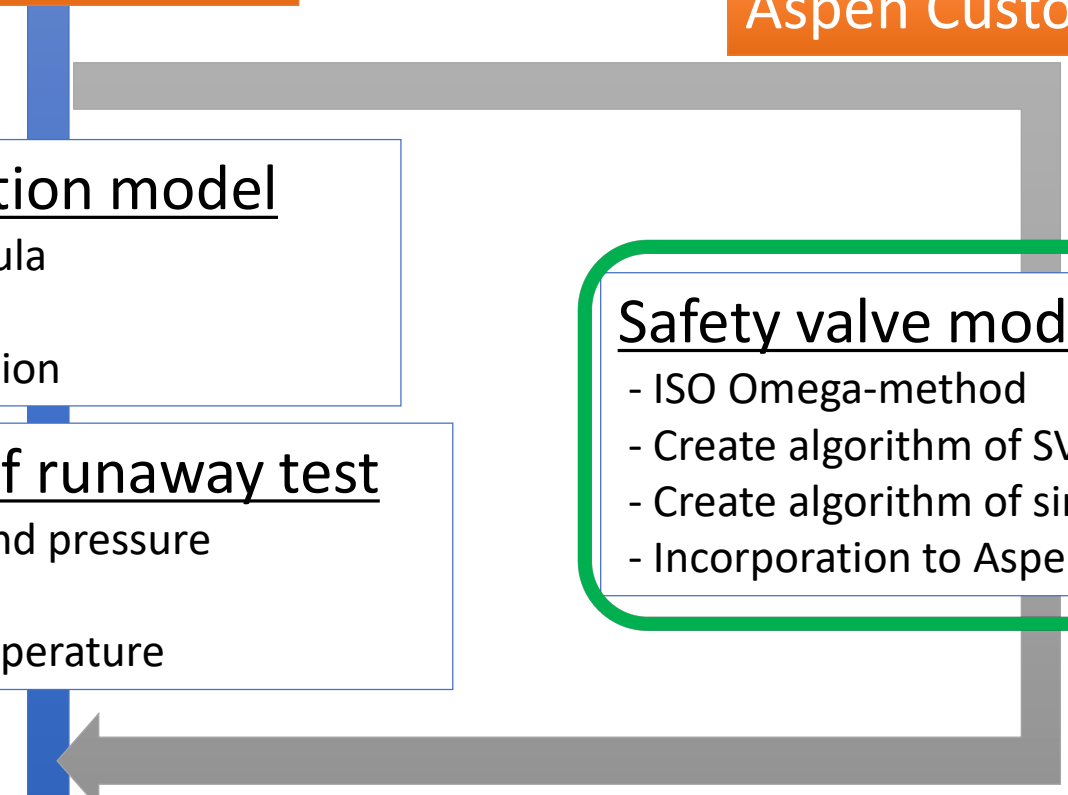 Aspen Custo
tion model
ula
ion
f runaway test
nd pressure
perature
Safety valve mod
- ISO Omega-method
- Create algorithm of SV
- Create algorithm of sin
- Incorporation to Aspe